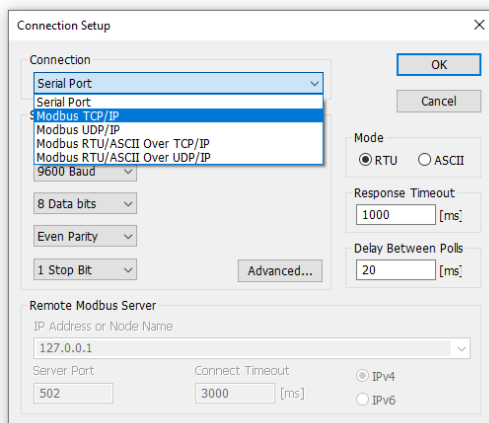 Connection Setup
Connection
Serial Port
Serial Port
Modbus TCP/IP
Modbus UDP/IP
Modbus RTU/ASCII Over TCP/IP
Modbus RTU/ASCII Over UDP/IP
9600 Baud
8 Data bits
Even Parity
1 Stop Bit
Advanced...
OK
Cancel
Mode
RTU
ASCII
Response Timeout
1000 [ms]
Delay Between Polls
20 [ms]
Remote Modbus Server
IP Address or Node Name
127.0.0.1
Server Port
Connect Timeout
502
3000 [ms]
IPv4
IPv6